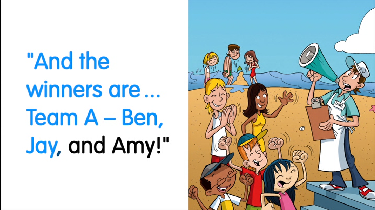 "And the
winners are ...
Team A – Ben,
Jay, and Amy!"